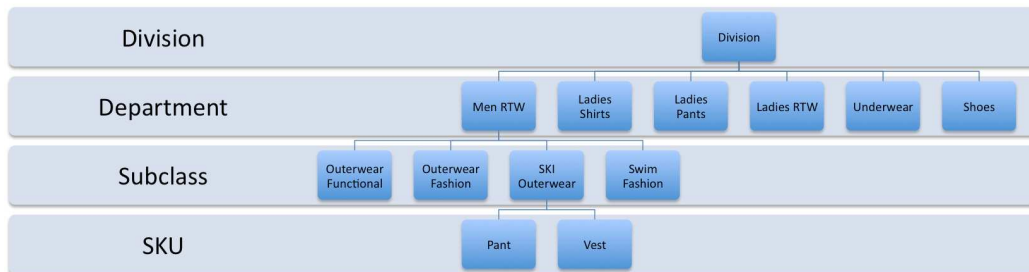 Division
Division
Department
Men RTW
Ladies
Shirts
Ladies
Pants
Ladies RTW
Underwear
Shoes
Subclass
Outerwear
Functional
Outerwear
Fashion
SKI
Outerwear
Swim
Fashion
SKU
Pant
Vest